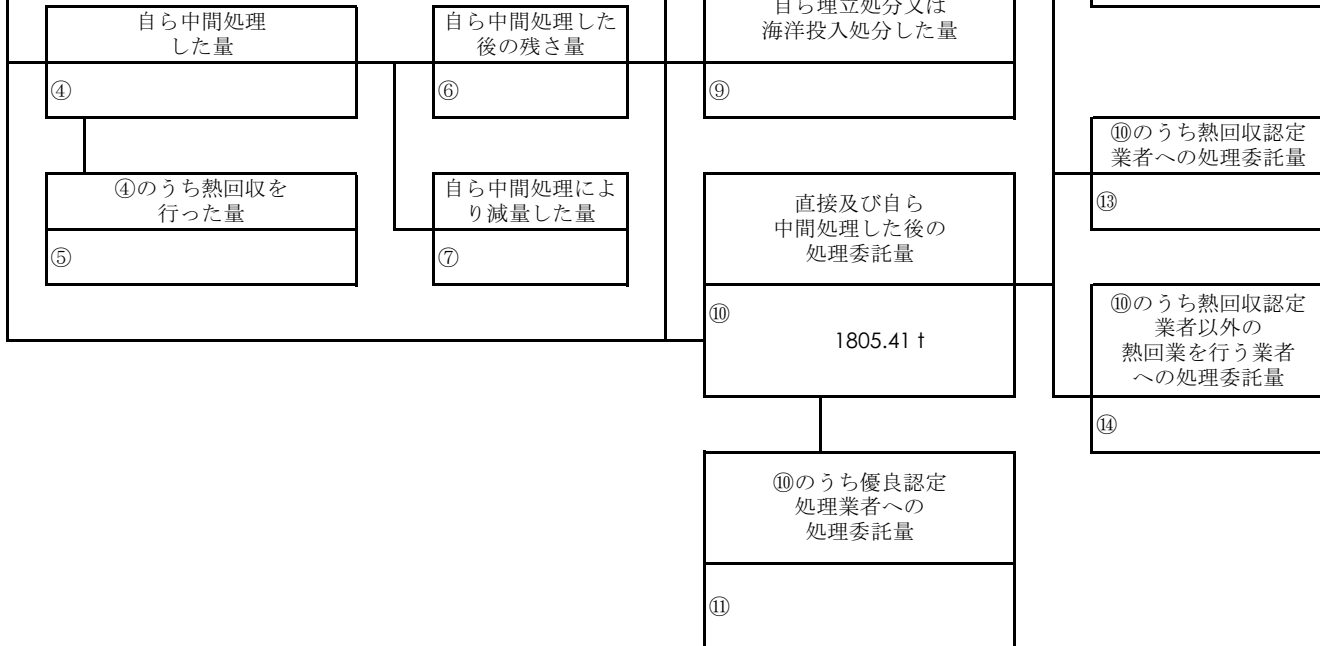 自ら中間処理
した量
④
自ら中間処理した
後の残さ量
⑥
自ら埋立処分又は
海洋投入処分した量
⑨
④のうち熱回収を
行った量
⑤
自ら中間処理によ
り減量した量
⑦
直接及び自ら
中間処理した後の
処理委託量
⑩
1805.41 t
⑩のうち優良認定
処理業者への
処理委託量
⑪
⑩のうち熱回収認定
業者への処理委託量
⑬
⑩のうち熱回収認定
業者以外の
熱回業を行う業者
への処理委託量
⑭